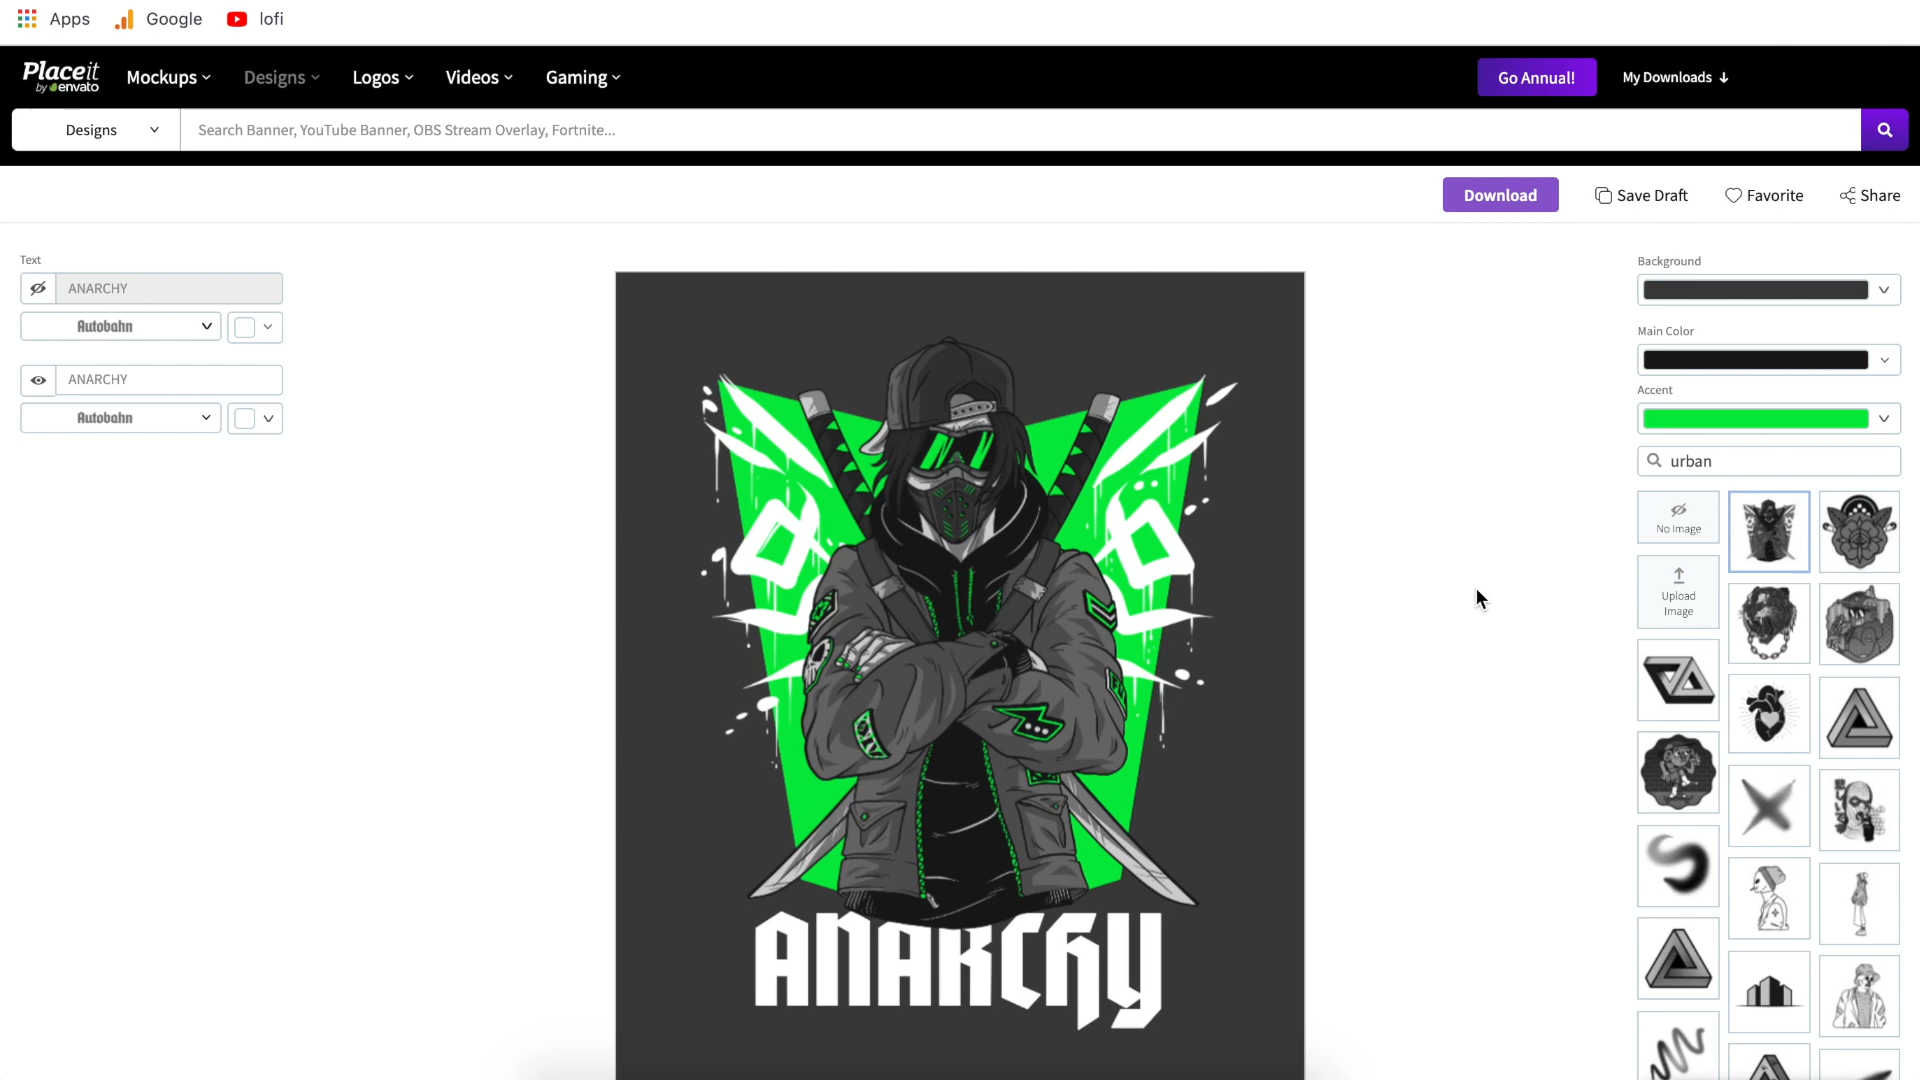 Apps
Google
lofi
Placeit
by envato
Mockups
Designs
Logos
Videos
Gaming
Go Annual!
My Downloads
Designs
Search Banner, YouTube Banner, OBS Stream Overlay, Fortnite...
Download
Save Draft
Favorite
Share
Text
ANARCHY
Autobahn
ANARCHY
Autobahn
ANARCHY
Background
Main Color
Accent
urban
No Image
Upload
Image